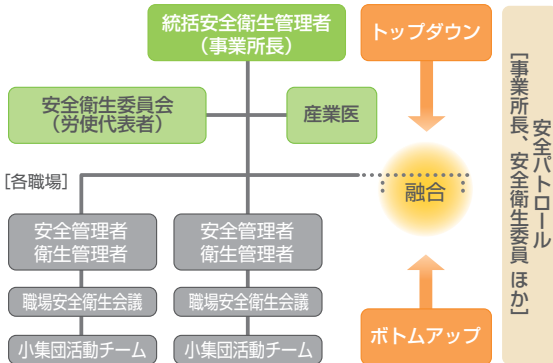 統括安全衛生管理者
（事業所長）
トップダウン
安全衛生委員会
（労使代表者）
産業医
[各職場]
融合
安全管理者
衛生管理者
安全管理者
衛生管理者
職場安全衛生会議
職場安全衛生会議
小集団活動チーム
小集団活動チーム
ボトムアップ
安全パトロール
[事業所長、安全衛生委員 ほか]